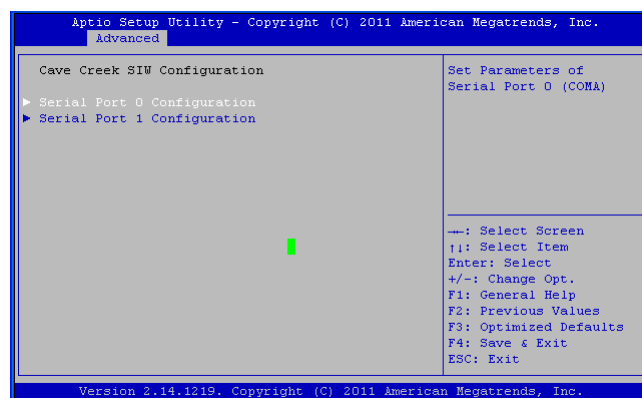 Aptio Setup Utility - Copyright (C) 2011 American Megatrends, Inc.
Advanced
Cave Creek SIW Configuration
▶ Serial Port 0 Configuration
▶ Serial Port 1 Configuration
Set Parameters of
Serial Port 0 (COMA)
→←: Select Screen
↑↓: Select Item
Enter: Select
+/-: Change Opt.
F1: General Help
F2: Previous Values
F3: Optimized Defaults
F4: Save & Exit
ESC: Exit
Version 2.14.1219. Copyright (C) 2011 American Megatrends, Inc.